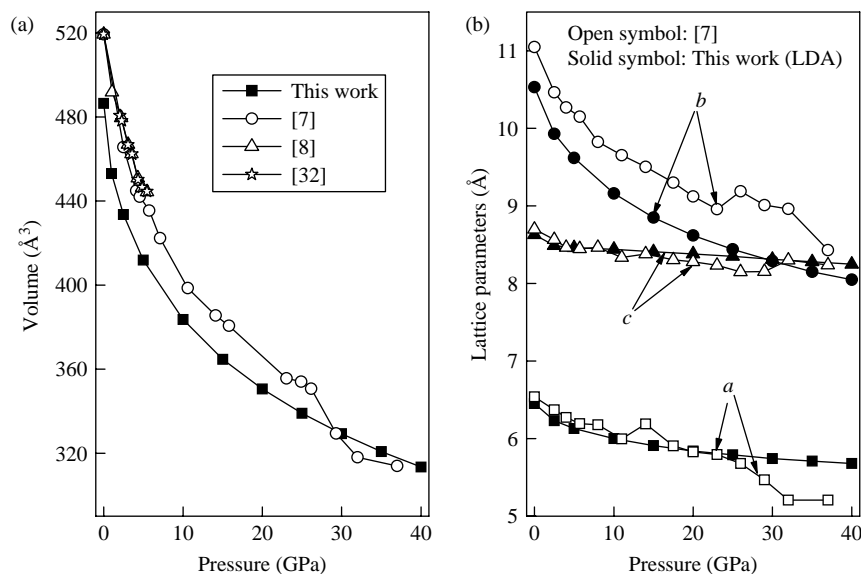 (a)
520
480
440
400
360
320
Volume (Å³)
0
10
20
30
40
Pressure (GPa)
This work
[7]
[8]
[32]
(b)
11
10
9
8
7
6
5
Lattice parameters (Å)
0
10
20
30
40
Pressure (GPa)
Open symbol: [7]
Solid symbol: This work (LDA)
b
c
a